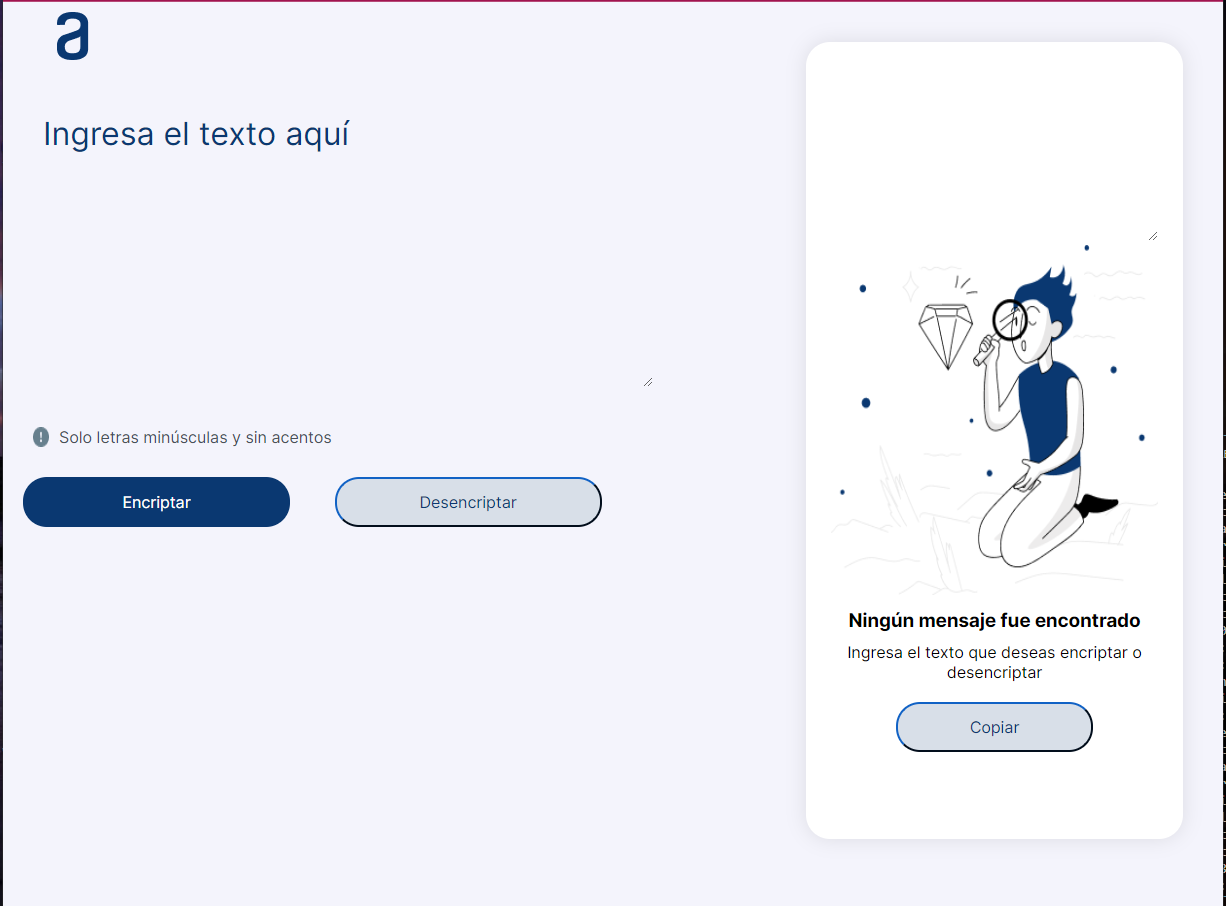 a
Ingresa el texto aquí
! Solo letras minúsculas y sin acentos
Encriptar
Desencriptar
Ningún mensaje fue encontrado
Ingresa el texto que deseas encriptar o
desencriptar
Copiar